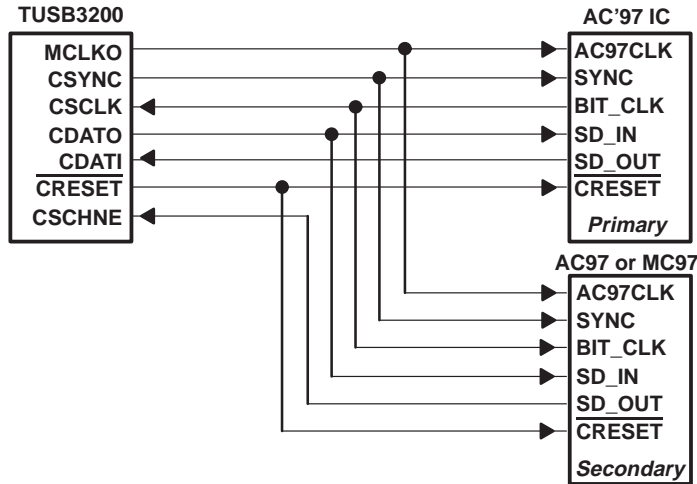 TUSB3200
MCLKO
CSYNC
CSCLK
CDATO
CDATI
CRESET
CSCHNE
AC’97 IC
AC97CLK
SYNC
BIT_CLK
SD_IN
SD_OUT
CRESET
Primary
AC97 or MC97
AC97CLK
SYNC
BIT_CLK
SD_IN
SD_OUT
CRESET
Secondary